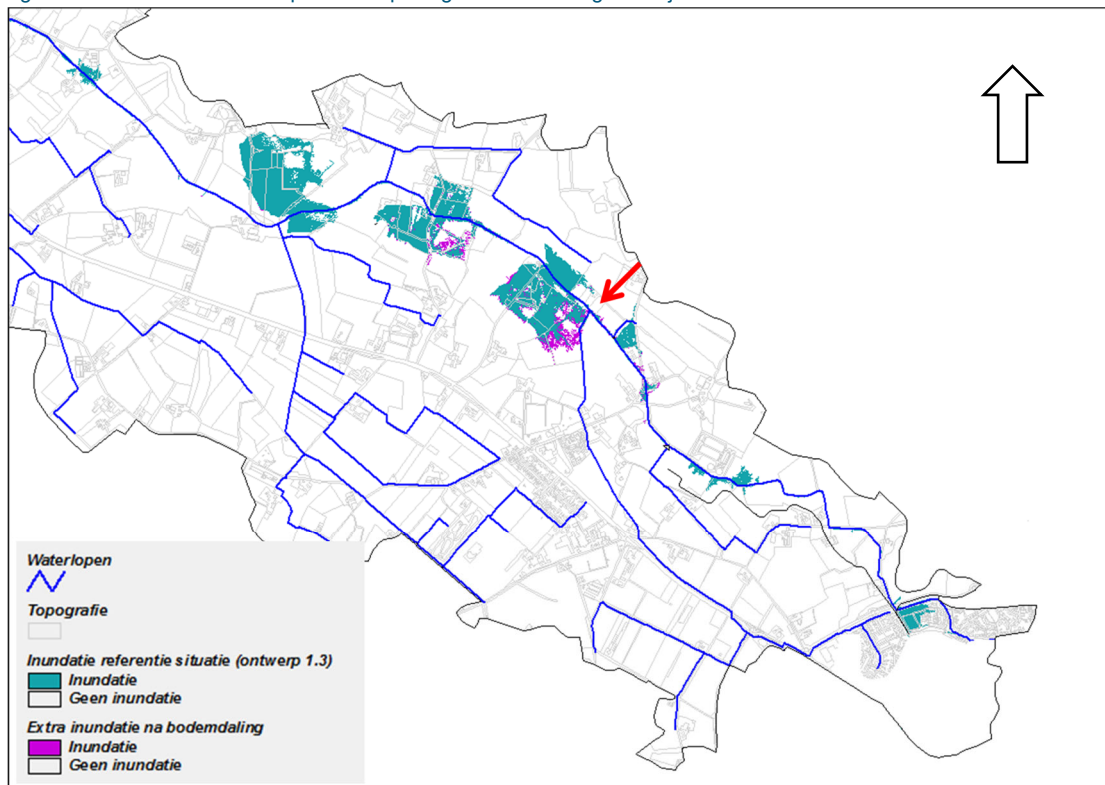 Waterlopen
Topografie
Inundatie referentie situatie (ontwerp 1.3)
Inundatie
Geen inundatie
Extra inundatie na bodemdaling
Inundatie
Geen inundatie